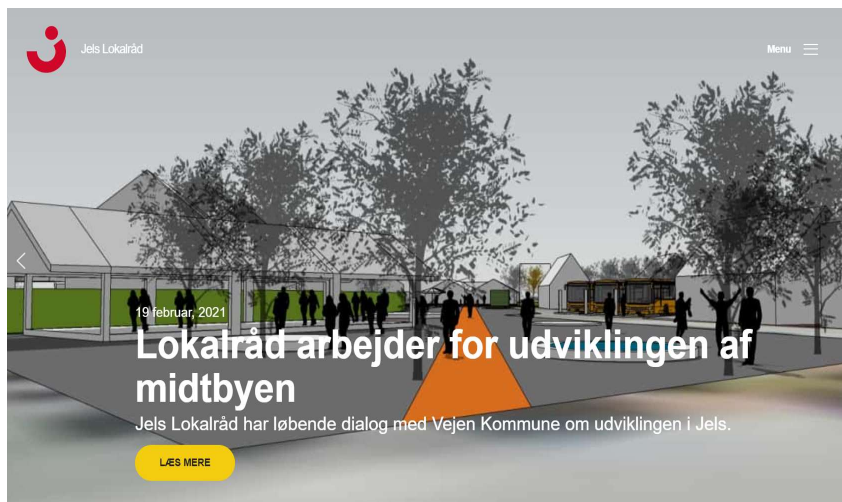 Jels Lokalråd
Menu
19 februar, 2021
Lokalråd arbejder for udviklingen af
midtbyen
Jels Lokalråd har løbende dialog med Vejen Kommune om udviklingen i Jels.
LÆS MERE